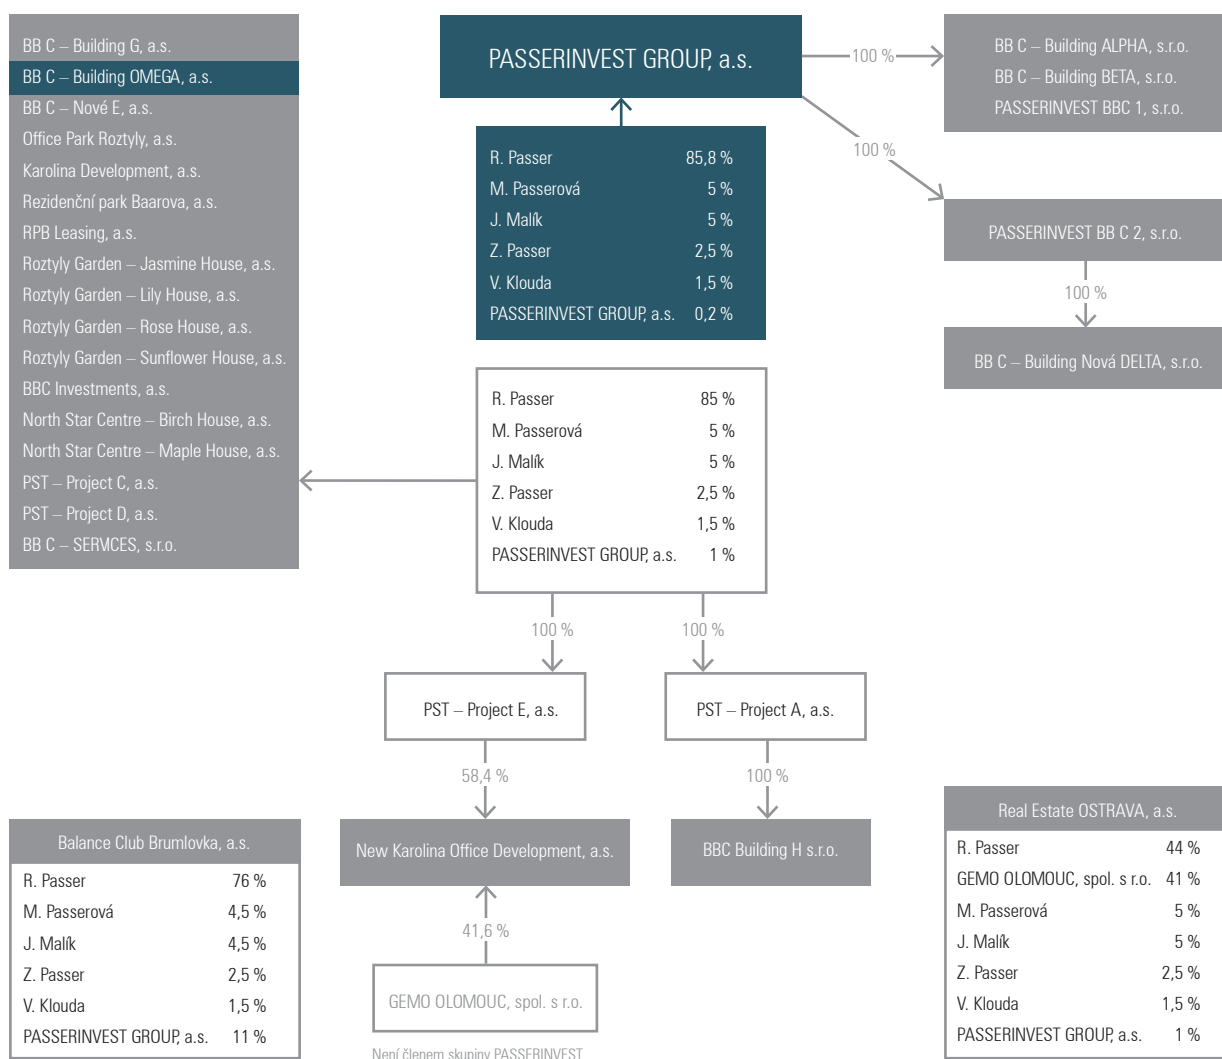 BB C – Building G, a.s.
BB C – Building OMEGA, a.s.
BB C – Nové E, a.s.
Office Park Roztyly, a.s.
Karolina Development, a.s.
Rezidenční park Baarova, a.s.
RPB Leasing, a.s.
Roztyly Garden – Jasmine House, a.s.
Roztyly Garden – Lily House, a.s.
Roztyly Garden – Rose House, a.s.
Roztyly Garden – Sunflower House, a.s.
BBC Investments, a.s.
North Star Centre – Birch House, a.s.
North Star Centre – Maple House, a.s.
PST – Project C, a.s.
PST – Project D, a.s.
BB C – SERVICES, s.r.o.
PASSERINVEST GROUP, a.s.
100 %
BB C – Building ALPHA, s.r.o.
BB C – Building BETA, s.r.o.
PASSERINVEST BBC 1, s.r.o.
100 %
PASSERINVEST BB C 2, s.r.o.
100 %
BB C – Building Nová DELTA, s.r.o.
R. Passer 85,8 %
M. Passerová 5 %
J. Malík 5 %
Z. Passer 2,5 %
V. Klouda 1,5 %
PASSERINVEST GROUP, a.s. 0,2 %
R. Passer 85 %
M. Passerová 5 %
J. Malík 5 %
Z. Passer 2,5 %
V. Klouda 1,5 %
PASSERINVEST GROUP, a.s. 1 %
100 %
100 %
PST – Project E, a.s.
PST – Project A, a.s.
58,4 %
100 %
New Karolina Office Development, a.s.
BBC Building H s.r.o.
41,6 %
GEMO OLOMOUC, spol. s r.o.
Není členem skupiny PASSERINVEST
Balance Club Brumlovka, a.s.
R. Passer 76 %
M. Passerová 4,5 %
J. Malík 4,5 %
Z. Passer 2,5 %
V. Klouda 1,5 %
PASSERINVEST GROUP, a.s. 11 %
Real Estate OSTRAVA, a.s.
R. Passer 44 %
GEMO OLOMOUC, spol. s r.o. 41 %
M. Passerová 5 %
J. Malík 5 %
Z. Passer 2,5 %
V. Klouda 1,5 %
PASSERINVEST GROUP, a.s. 1 %